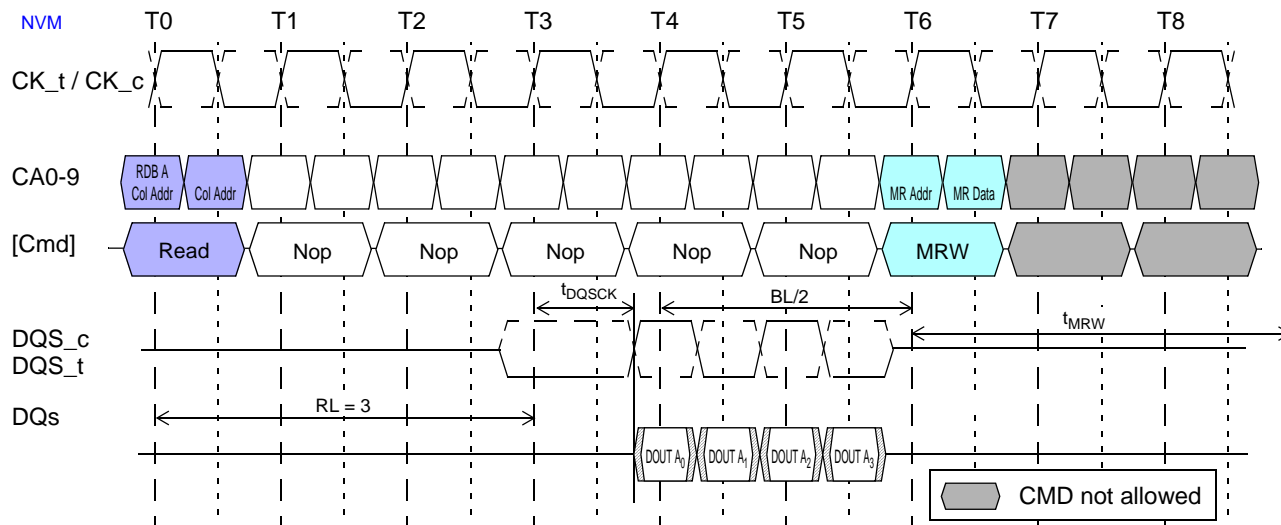 NVM T0 T1 T2 T3 T4 T5 T6 T7 T8
CK_t / CK_c
CA0-9
RDB A
Col Addr
Col Addr
MR Addr
MR Data
[Cmd]
Read Nop Nop Nop Nop Nop MRW
tDQSCK
BL/2
tMRW
DQS_c
DQS_t
RL = 3
DQs
DOUT A0 DOUT A1 DOUT A2 DOUT A3
CMD not allowed